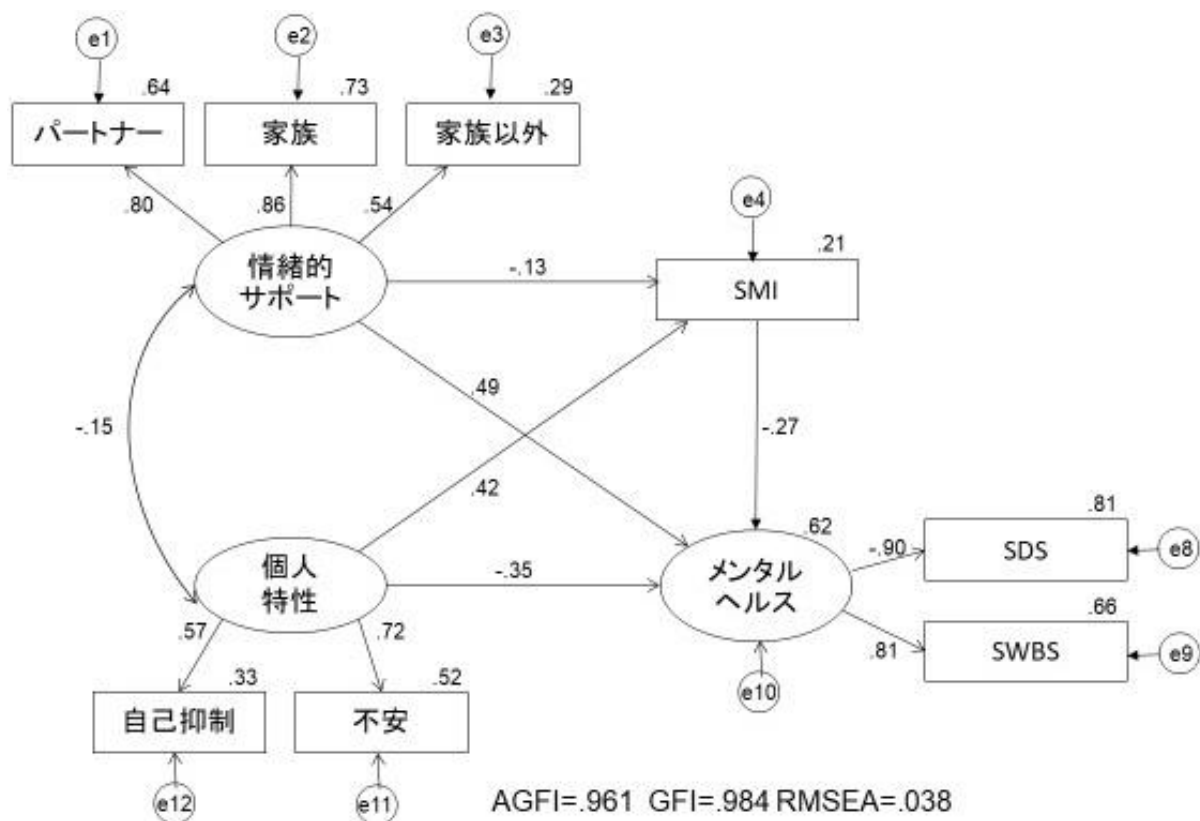 e1
e2
e3
.64
.73
.29
パートナー
家族
家族以外
.80
.86
.54
e4
.21
情緒的
サポート
-.13
SMI
.49
-.15
-.27
.42
個人
特性
-.35
.62
メンタル
ヘルス
-.90
.81
SDS
e8
.66
.81
SWBS
e9
e10
.57
.72
.33
.52
自己抑制
不安
e12
e11
AGFI=.961 GFI=.984 RMSEA=.038